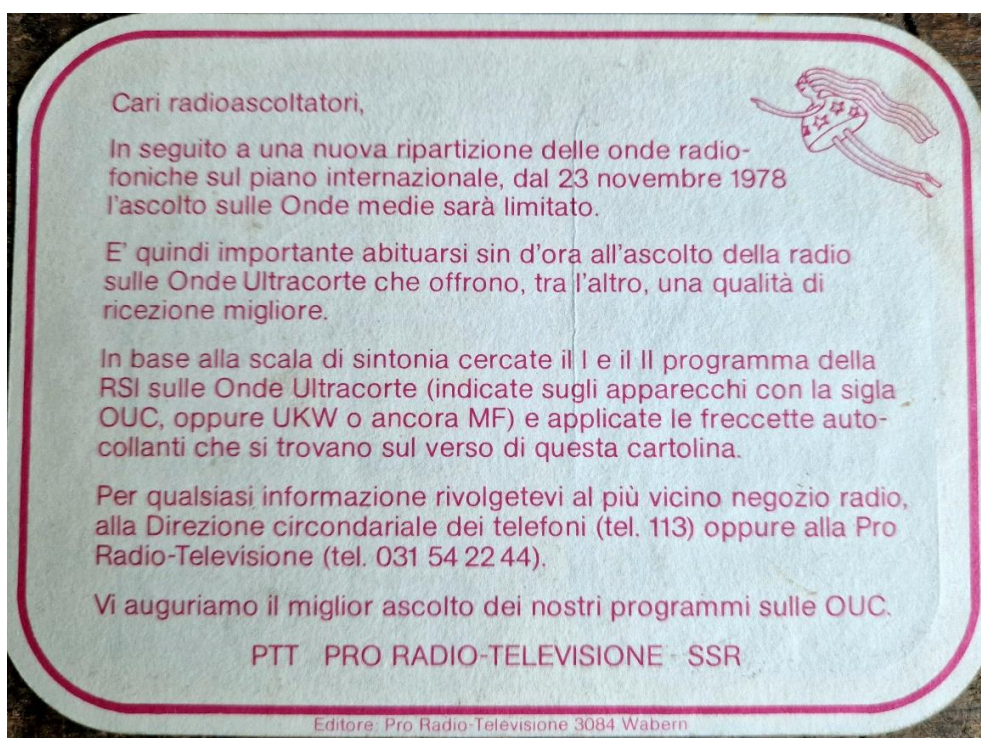 Cari radioascoltatori,
In seguito a una nuova ripartizione delle onde radio-
foniche sul piano internazionale, dal 23 novembre 1978
l'ascolto sulle Onde medie sarà limitato.
E' quindi importante abituarsi sin d'ora all'ascolto della radio
sulle Onde Ultracorte che offrono, tra l'altro, una qualità di
ricezione migliore.
In base alla scala di sintonia cercate il I e il II programma della
RSI sulle Onde Ultracorte (indicate sugli apparecchi con la sigla
OUC, oppure UKW o ancora MF) e applicate le freccette auto-
collanti che si trovano sul verso di questa cartolina.
Per qualsiasi informazione rivolgetevi al più vicino negozio radio,
alla Direzione circondariale dei telefoni (tel. 113) oppure alla Pro
Radio-Televisione (tel. 031 54 22 44).
Vi auguriamo il miglior ascolto dei nostri programmi sulle OUC.
PTT PRO RADIO-TELEVISIONE SSR
Editore: Pro Radio-Télévisione 3084 Wabern